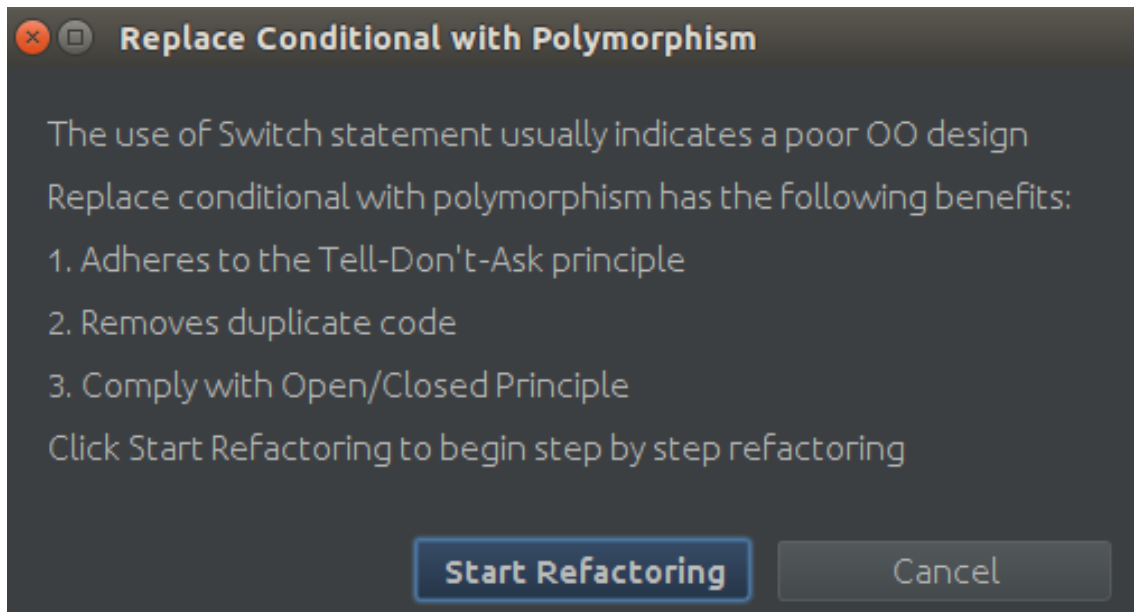 Replace Conditional with Polymorphism
The use of Switch statement usually indicates a poor OO design
Replace conditional with polymorphism has the following benefits:
1. Adheres to the Tell-Don't-Ask principle
2. Removes duplicate code
3. Comply with Open/Closed Principle
Click Start Refactoring to begin step by step refactoring
Start Refactoring
Cancel